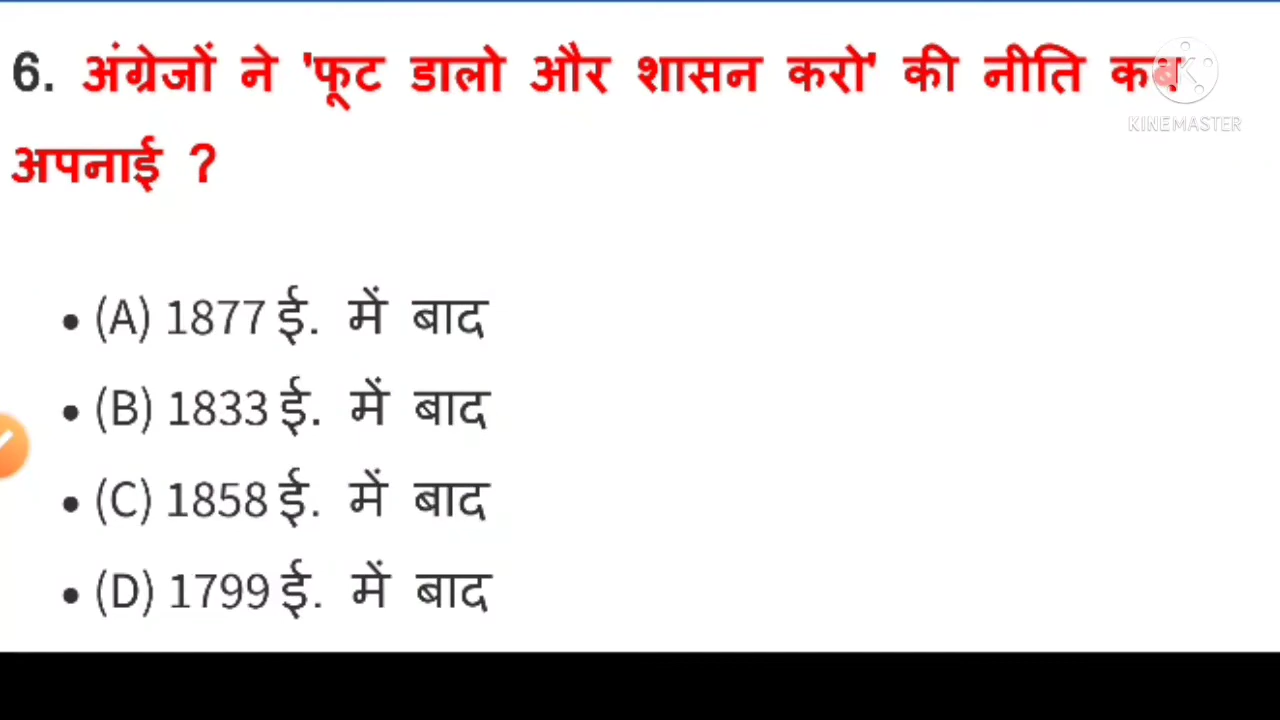 6. अंग्रेजों ने 'फूट डालो और शासन करो' की नीति कब
KINEMASTER
अपनाई ?
• (A) 1877 ई. में बाद
• (B) 1833 ई. में बाद
• (C) 1858 ई. में बाद
• (D) 1799 ई. में बाद